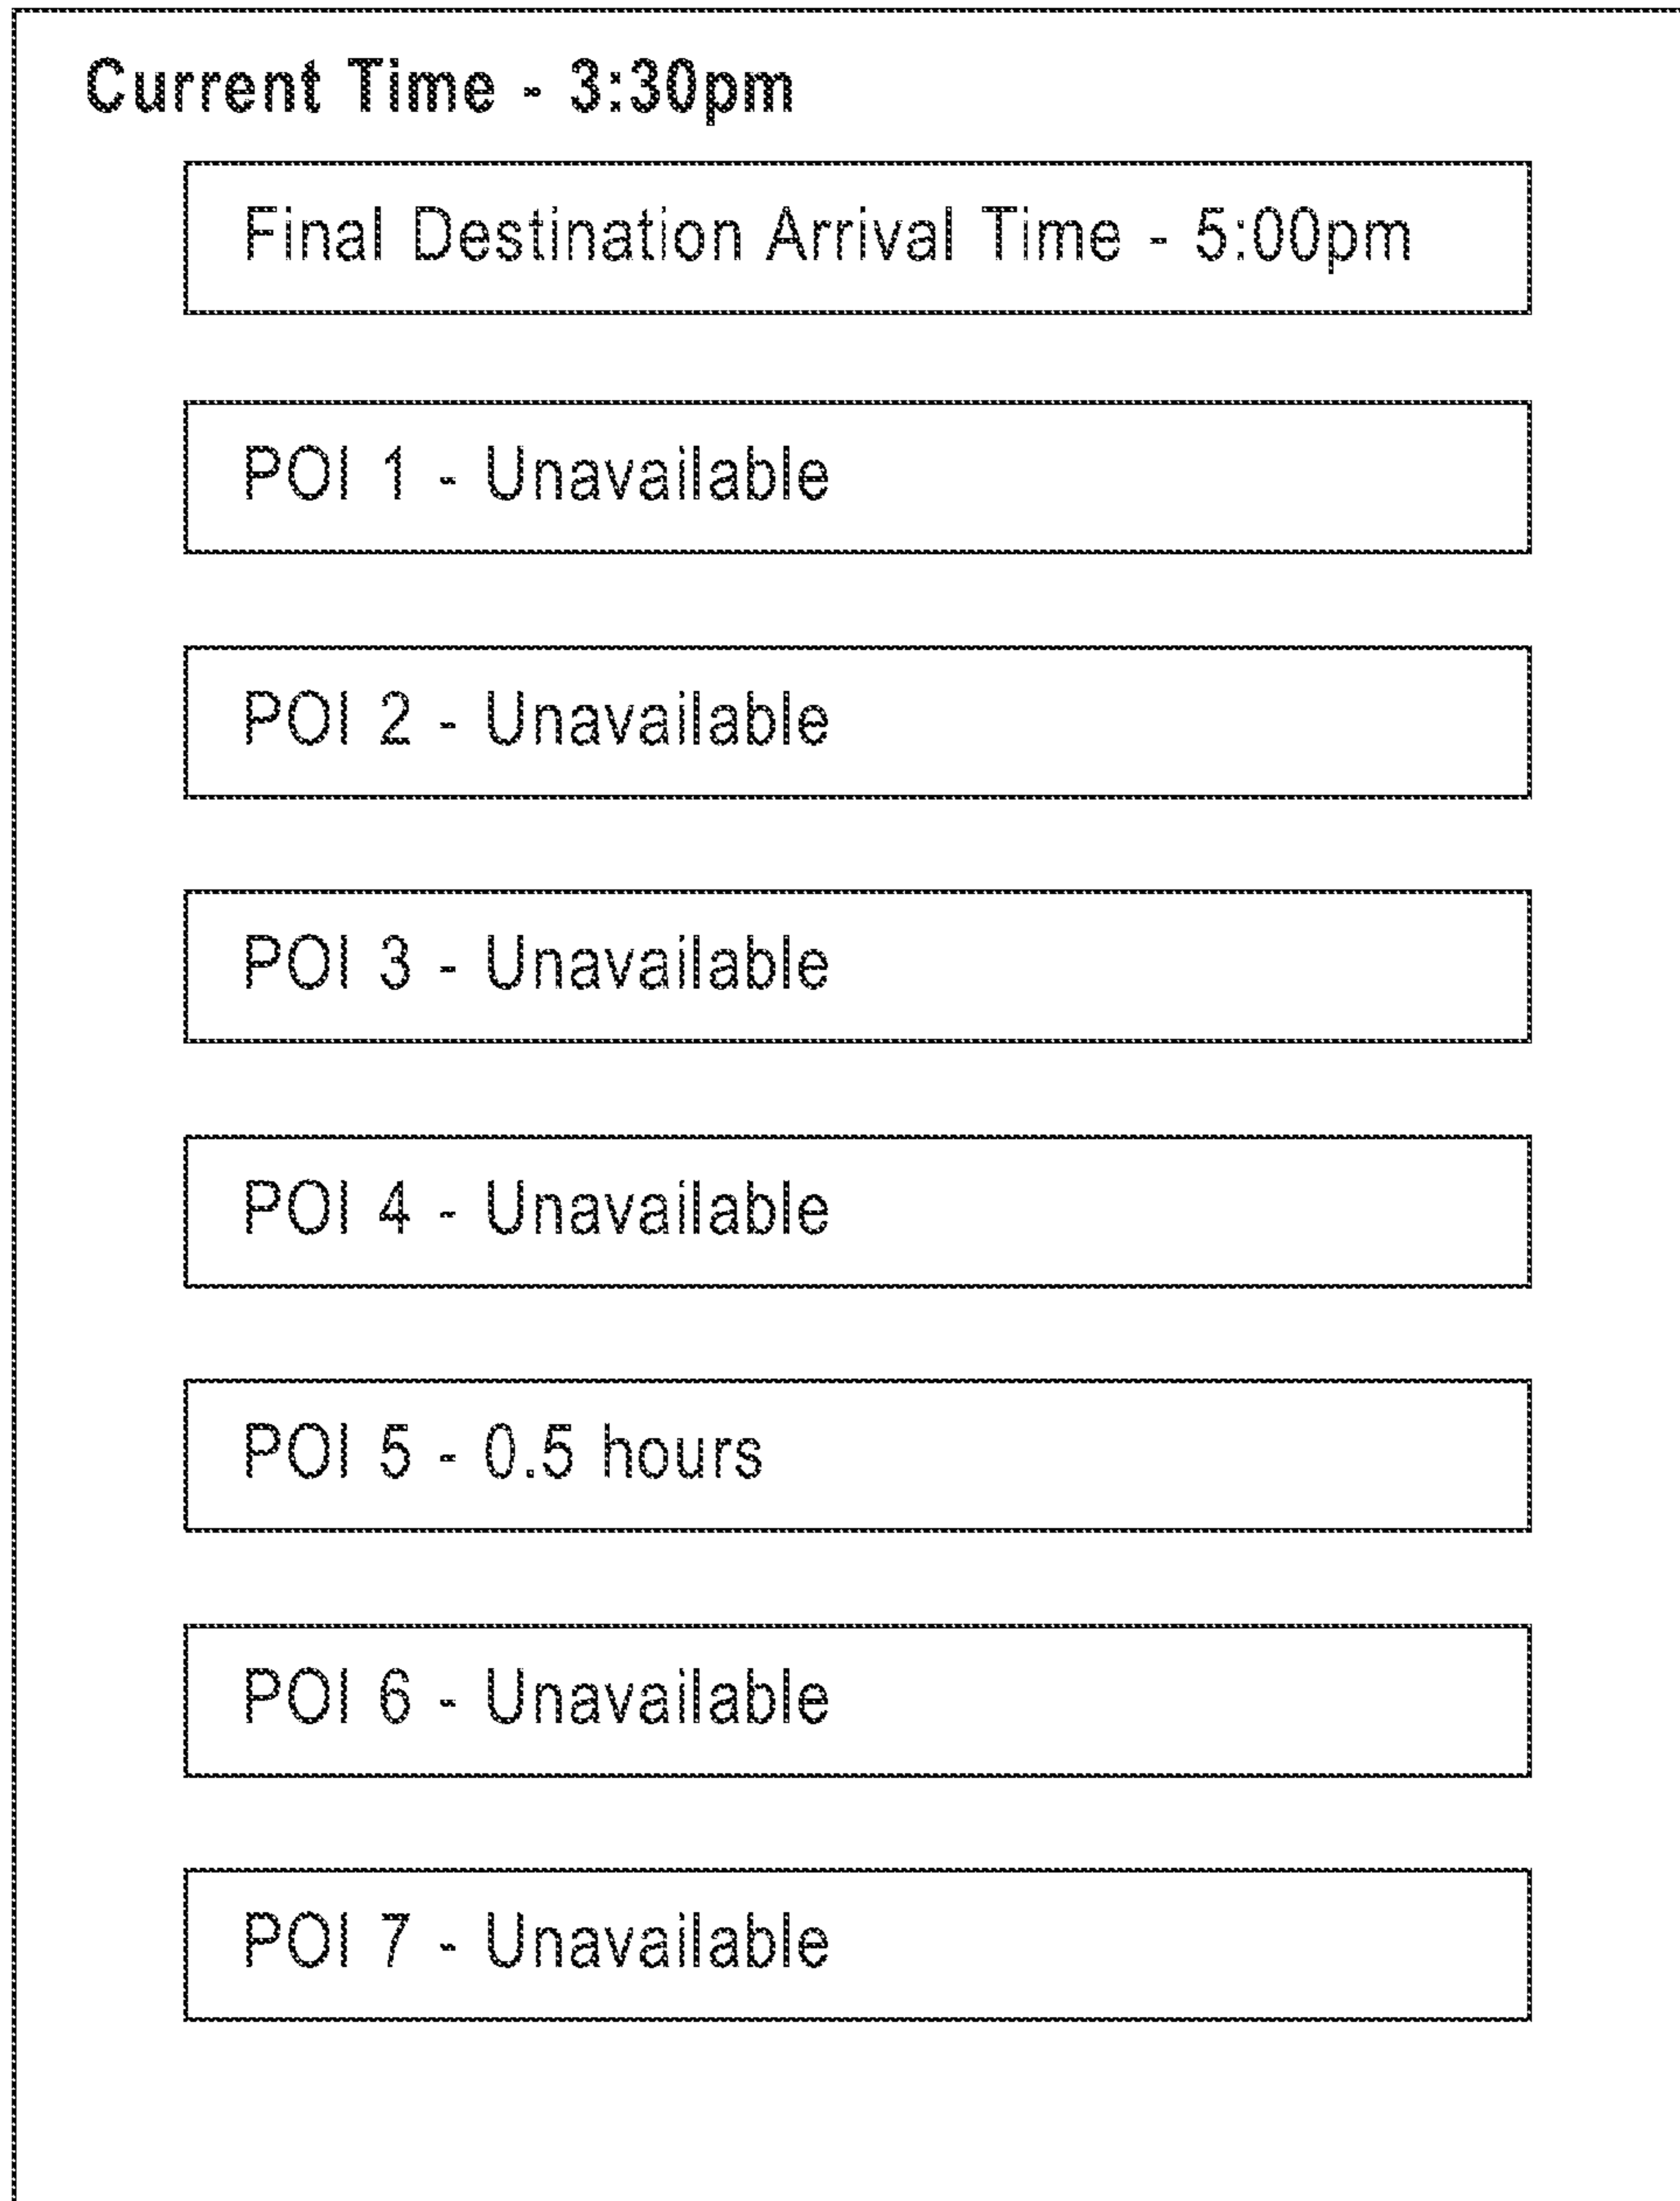 Current Time - 3:30pm
Final Destination Arrival Time - 5:00pm
POI 1 - Unavailable
POI 2 - Unavailable
POI 3 - Unavailable
POI 4 - Unavailable
POI 5 - 0.5 hours
POI 6 - Unavailable
POI 7 - Unavailable